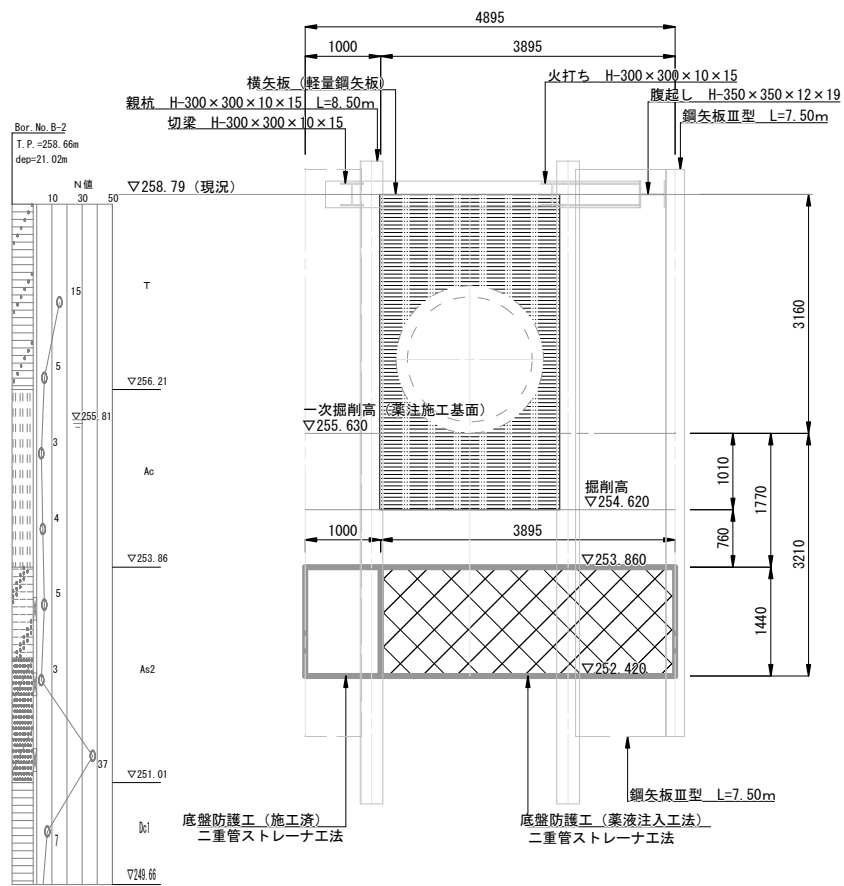 4895
1000
3895
横矢板（軽量鋼矢板）
火打ち H-300×300×10×15
親杭 H-300×300×10×15 L=8.50m
腹起し H-350×350×12×19
切梁 H-300×300×10×15
鋼矢板Ⅲ型 L=7.50m
Bor.No.B-2
T.P.=258.66m
dep=21.02m
N値
10 30 50
▽258.79（現況）
T
15
5
▽256.21
3160
▽255.81
一次掘削高（薬注施工基面）
▽255.630
3
Ac
1010
1770
掘削高
▽254.620
4
760
3210
1000
3895
▽253.86
▽253.860
5
1440
3
As2
▽252.420
37
▽251.01
鋼矢板Ⅲ型 L=7.50m
底盤防護工（施工済）
二重管ストレーナ工法
底盤防護工（薬液注入工法）
二重管ストレーナ工法
Dc1
7
▽249.66